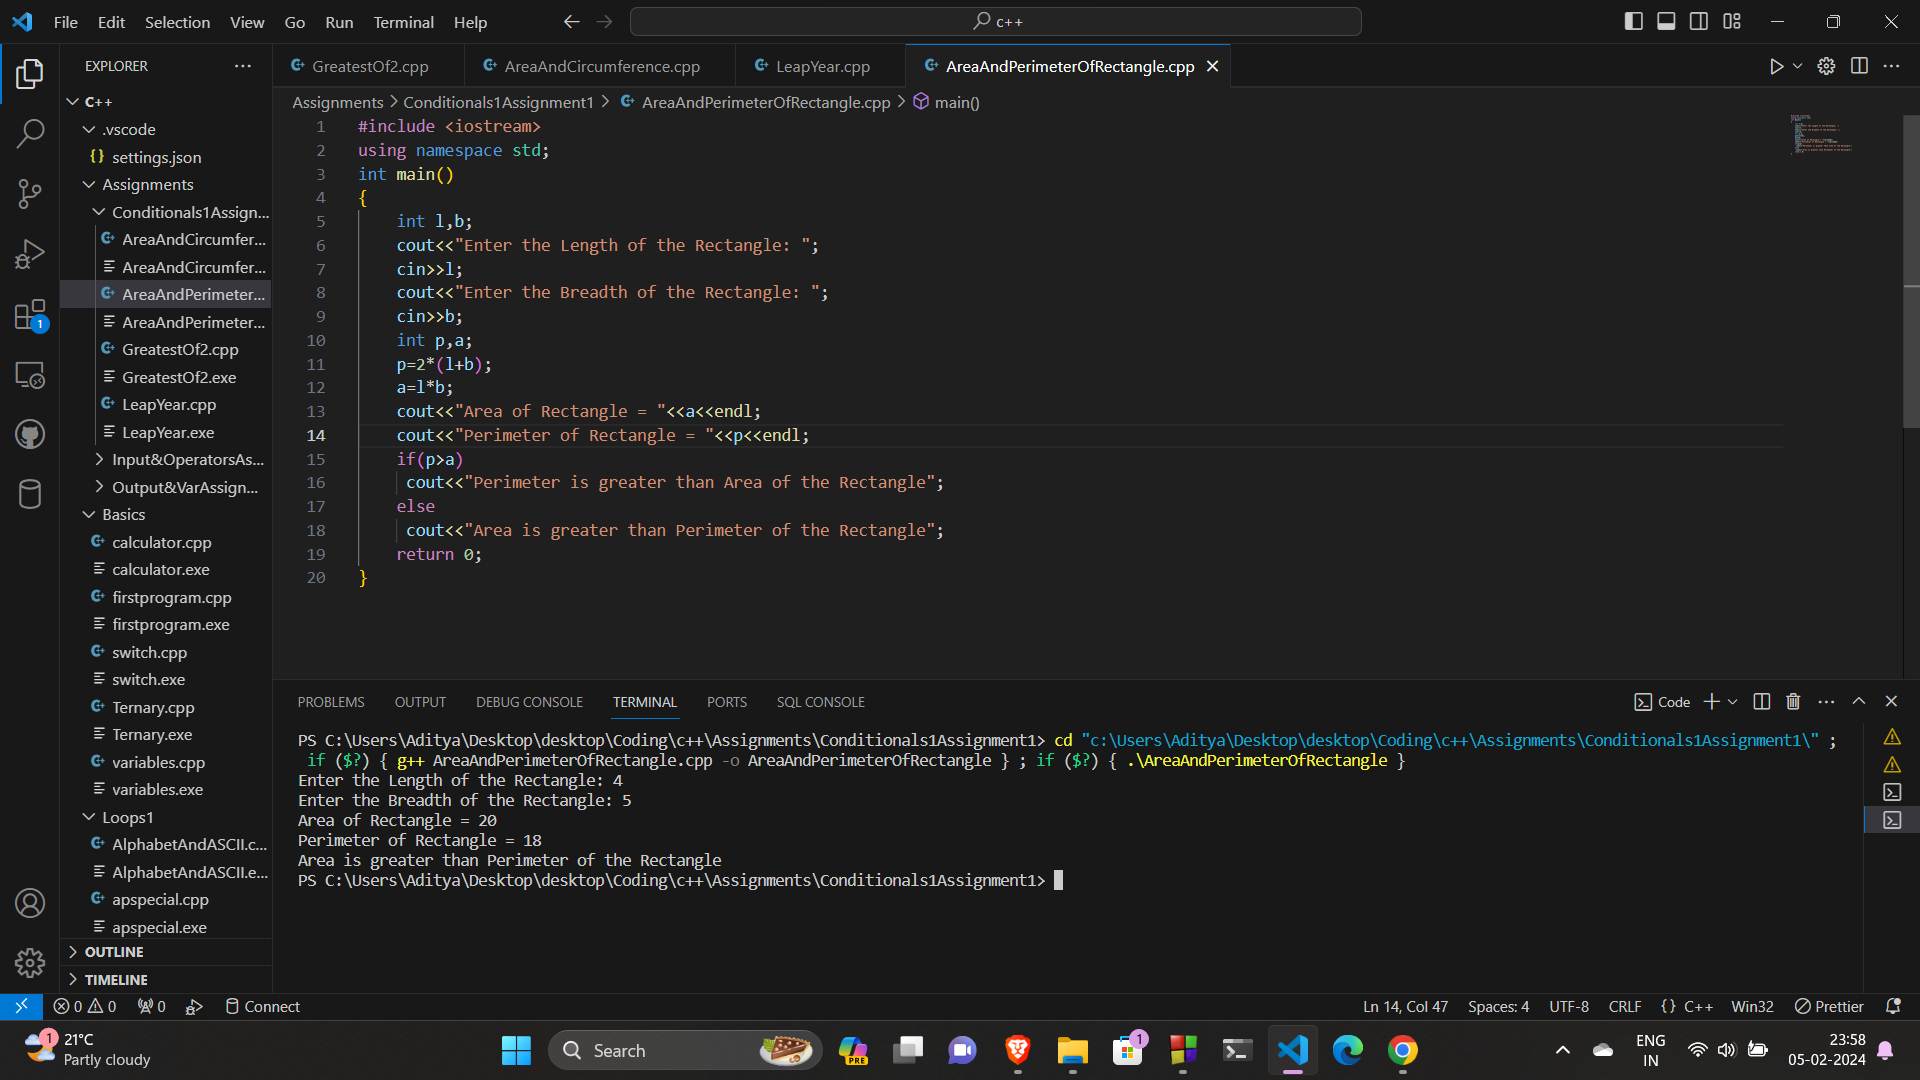 File Edit Selection View Go Run Terminal Help
c++
EXPLORER
GreatestOf2.cpp
AreaAndCircumference.cpp
LeapYear.cpp
AreaAndPerimeterOfRectangle.cpp
Assignments > Conditionals1Assignment1 > AreaAndPerimeterOfRectangle.cpp > main()
C++
.vscode
{} settings.json
Assignments
Conditionals1Assign...
AreaAndCircumfer...
AreaAndCircumfer...
AreaAndPerimeter...
AreaAndPerimeter...
GreatestOf2.cpp
GreatestOf2.exe
LeapYear.cpp
LeapYear.exe
Input&OperatorsAs...
Output&VarAssign...
Basics
calculator.cpp
calculator.exe
firstprogram.cpp
firstprogram.exe
switch.cpp
switch.exe
Ternary.cpp
Ternary.exe
variables.cpp
variables.exe
Loops1
AlphabetAndASCII.c...
AlphabetAndASCII.e...
apspecial.cpp
apspecial.exe
OUTLINE
TIMELINE
1
1 #include <iostream>
2 using namespace std;
3 int main()
4 {
5 int l,b;
6 cout<<"Enter the Length of the Rectangle: ";
7 cin>>l;
8 cout<<"Enter the Breadth of the Rectangle: ";
9 cin>>b;
10 int p,a;
11 p=2*(l+b);
12 a=l*b;
13 cout<<"Area of Rectangle = "<<a<<endl;
14 cout<<"Perimeter of Rectangle = "<<p<<endl;
15 if(p>a)
16 cout<<"Perimeter is greater than Area of the Rectangle";
17 else
18 cout<<"Area is greater than Perimeter of the Rectangle";
19 return 0;
20 }
PROBLEMS OUTPUT DEBUG CONSOLE TERMINAL PORTS SQL CONSOLE
Code
PS C:\Users\Aditya\Desktop\desktop\Coding\c++\Assignments\Conditionals1Assignment1> cd "c:\Users\Aditya\Desktop\desktop\Coding\c++\Assignments\Conditionals1Assignment1\" ;
if ($?) { g++ AreaAndPerimeterOfRectangle.cpp -o AreaAndPerimeterOfRectangle } ; if ($?) { .\AreaAndPerimeterOfRectangle }
Enter the Length of the Rectangle: 4
Enter the Breadth of the Rectangle: 5
Area of Rectangle = 20
Perimeter of Rectangle = 18
Area is greater than Perimeter of the Rectangle
PS C:\Users\Aditya\Desktop\desktop\Coding\c++\Assignments\Conditionals1Assignment1>
0 0 0 Connect
Ln 14, Col 47 Spaces: 4 UTF-8 CRLF {} C++ Win32 Prettier
1
21°C
Partly cloudy
Search
PRE
1
ENG
IN
23:58
05-02-2024